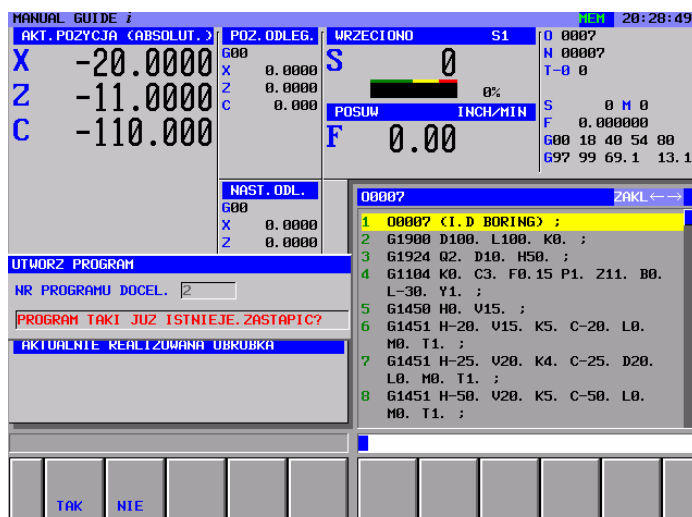 MANUAL GUIDE i MEM 20:28:49
AKT.POZYCJA (ABSOLUT.)
X -20.0000
Z -11.0000
C -110.000
POZ.ODLEG.
G00
X 0.0000
Z 0.0000
C 0.000
WRZECIONO S1
S 0
0%
POSUW INCH/MIN
F 0.00
O 0007
N 00007
T-0 0
S 0 M 0
F 0.000000
G00 18 40 54 80
G97 99 69.1 13.1
NAST.ODL.
G00
X 0.0000
Z 0.0000
UTWORZ PROGRAM
NR PROGRAMU DOCEL. 2
PROGRAM TAKI JUZ ISTNIEJE.ZASTAPIC?
AKTUALNIE REALIZOWANA OBROBKA
O0007 ZAKL←→
1 O0007 (I.D BORING) ;
2 G1900 D100. L100. K0. ;
3 G1924 Q2. D10. H50. ;
4 G1104 K0. C3. F0.15 P1. Z11. B0.
L-30. Y1. ;
5 G1450 H0. V15. ;
6 G1451 H-20. V15. K5. C-20. L0.
M0. T1. ;
7 G1451 H-25. V20. K4. C-25. D20.
L0. M0. T1. ;
8 G1451 H-50. V20. K5. C-50. L0.
M0. T1. ;
TAK NIE